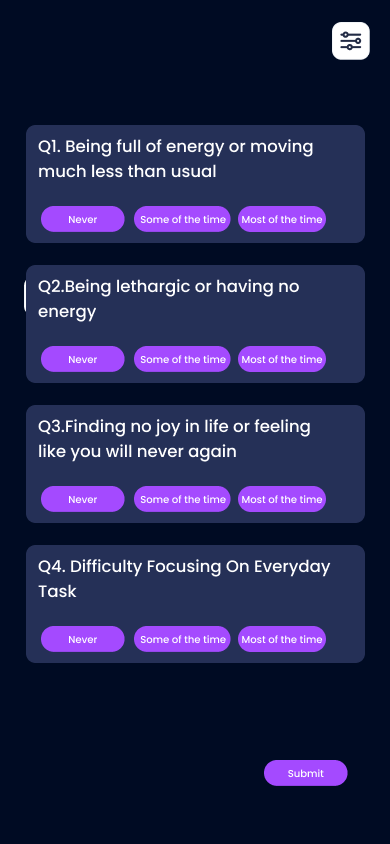 Q1. Being full of energy or moving
much less than usual
Never Some of the time Most of the time
Q2.Being lethargic or having no
energy
Never Some of the time Most of the time
Q3.Finding no joy in life or feeling
like you will never again
Never Some of the time Most of the time
Q4. Difficulty Focusing On Everyday
Task
Never Some of the time Most of the time
Submit